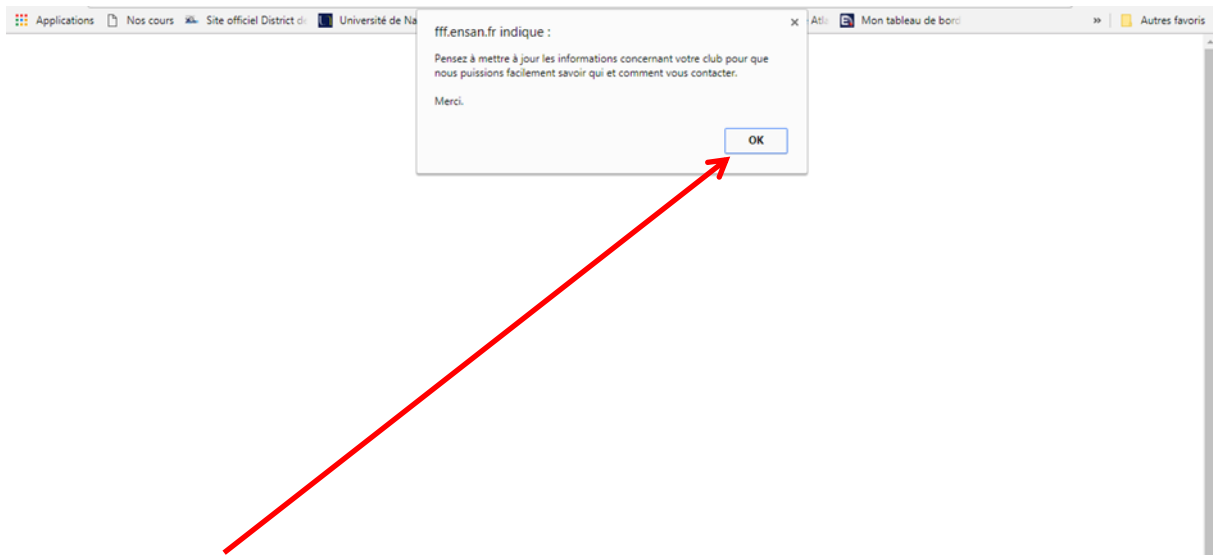 Applications Nos cours Site officiel District de Université de Na Atla Mon tableau de bord » Autres favoris
fff.ensan.fr indique :
Pensez à mettre à jour les informations concernant votre club pour que
nous puissions facilement savoir qui et comment vous contacter.
Merci.
OK